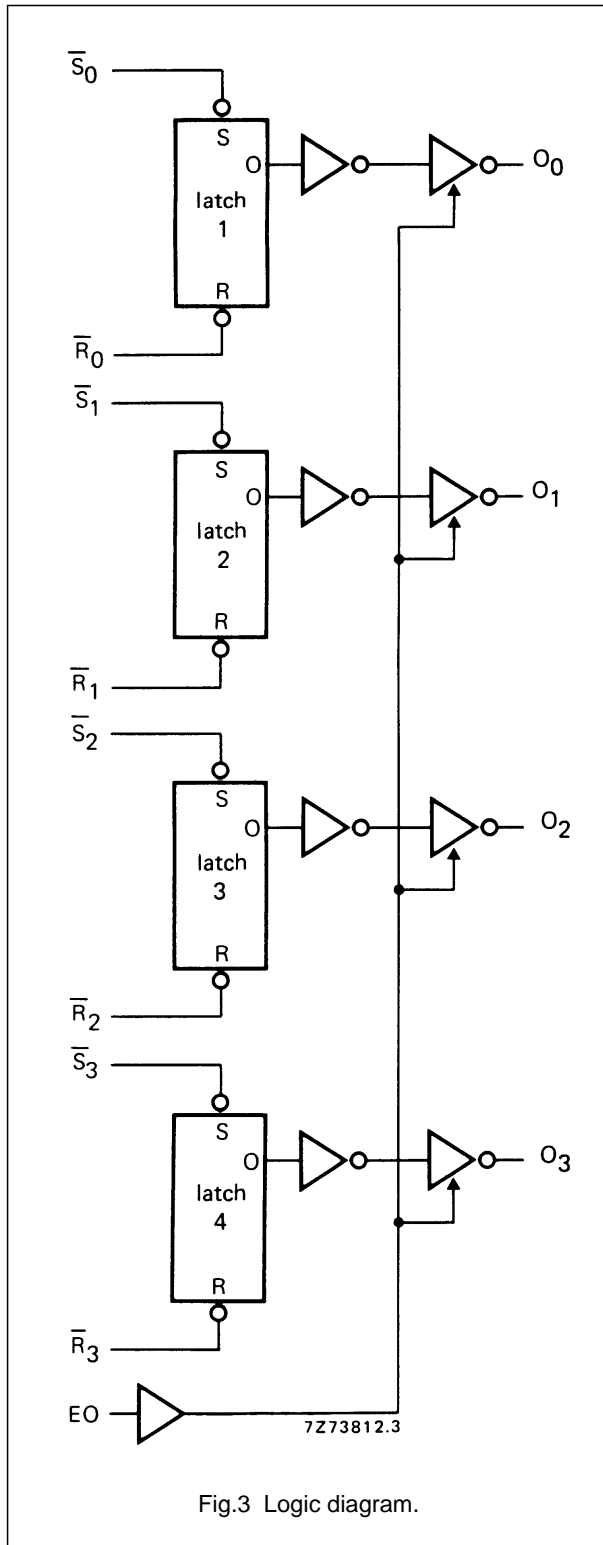 S̅0
S
O
O0
latch
1
R
R̅0
S̅1
S
O
O1
latch
2
R
R̅1
S̅2
S
O
O2
latch
3
R
R̅2
S̅3
S
O
O3
latch
4
R
R̅3
EO
7Z73812.3
Fig.3 Logic diagram.